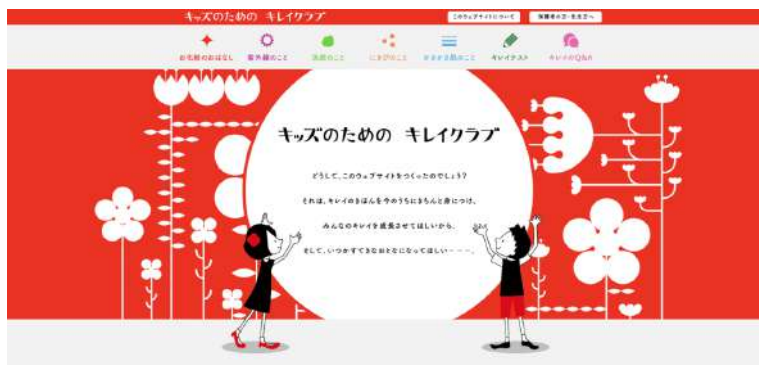 キッズのための キレイクラブ
このウェブサイトについて
保護者の方・先生方へ
お化粧のおはなし
紫外線のこと
洗顔のこと
にきびのこと
かさかさ肌のこと
キレイテスト
キレイのQ&A
キッズのための キレイクラブ
どうして、このウェブサイトをつくったのでしょう?
それは、キレイのきほんを今のうちにきちんと身につけ、
みんなのキレイを成長させてほしいから。
そして、いつかすてきなおとなになってほしい———。